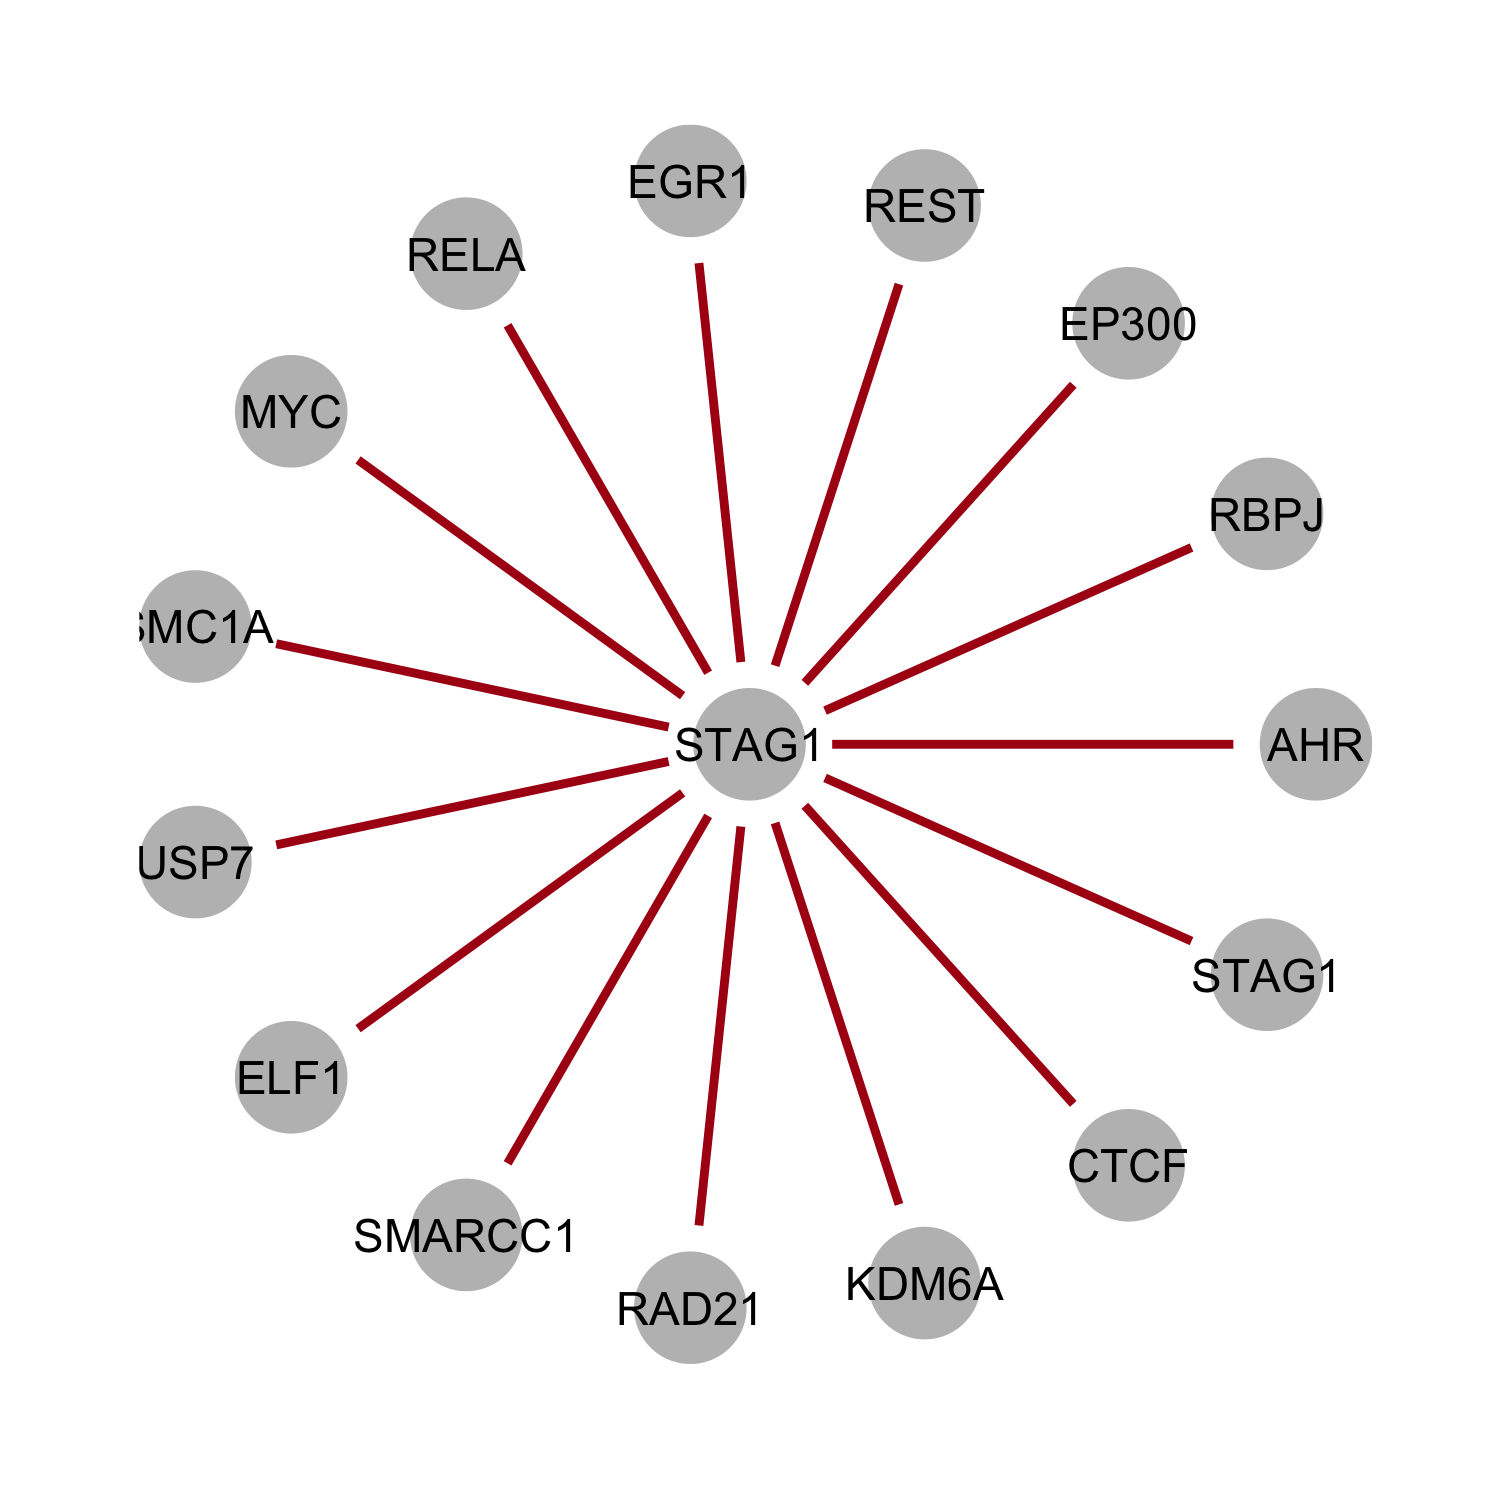 EGR1
REST
RELA
EP300
MYC
RBPJ
SMC1A
STAG1
AHR
USP7
STAG1
ELF1
CTCF
SMARCC1
KDM6A
RAD21